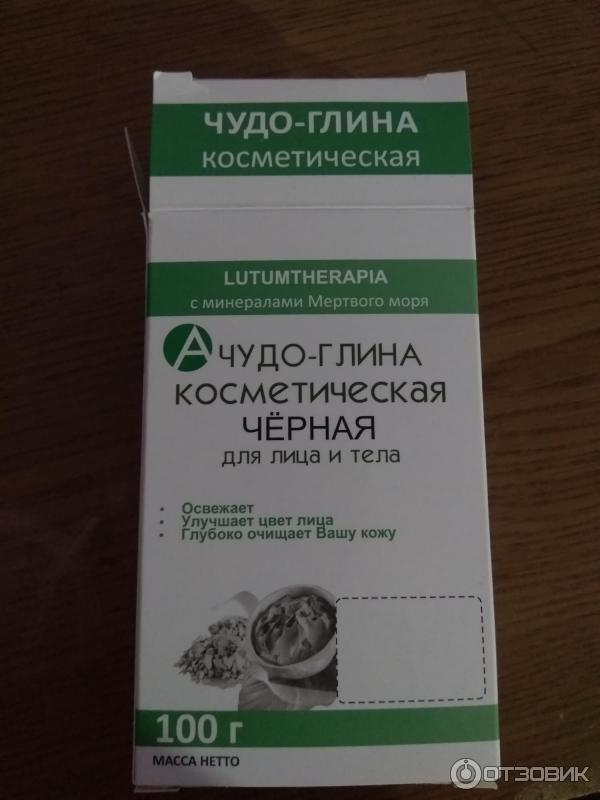 ЧУДО-ГЛИНА
косметическая
LUTUMTHERAPIA
с минералами Мертвого моря
А ЧУДО-ГЛИНА
косметическая
ЧЁРНАЯ
для лица и тела
• Освежает
• Улучшает цвет лица
• Глубоко очищает Вашу кожу
100 г
МАССА НЕТТО
ОТЗОВИК